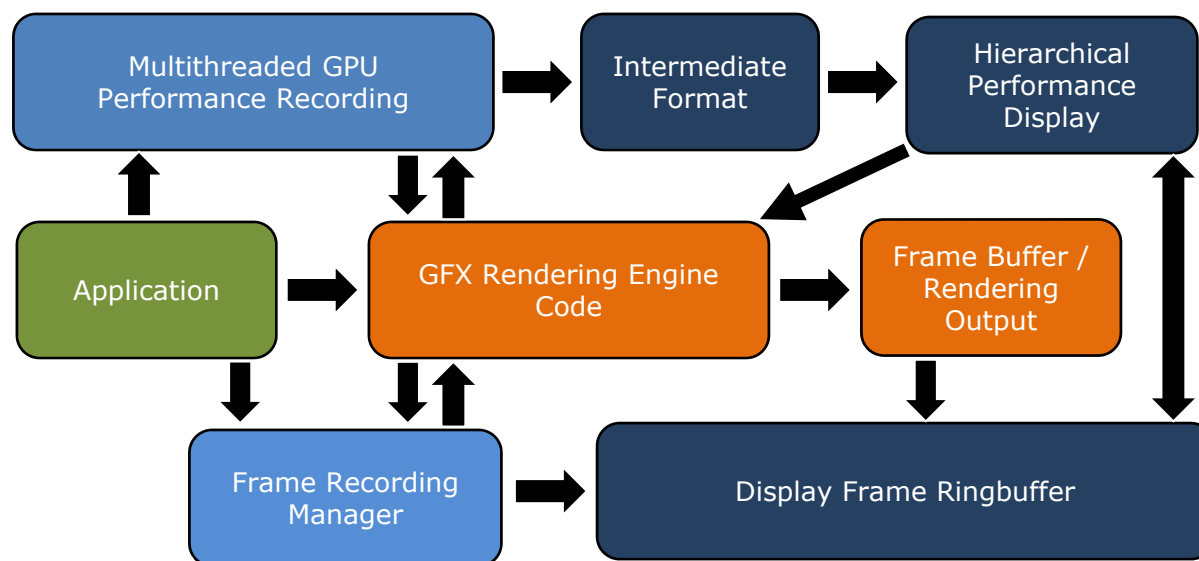 Multithreaded GPU
Performance Recording
Intermediate
Format
Hierarchical
Performance
Display
Application
GFX Rendering Engine
Code
Frame Buffer /
Rendering
Output
Frame Recording
Manager
Display Frame Ringbuffer